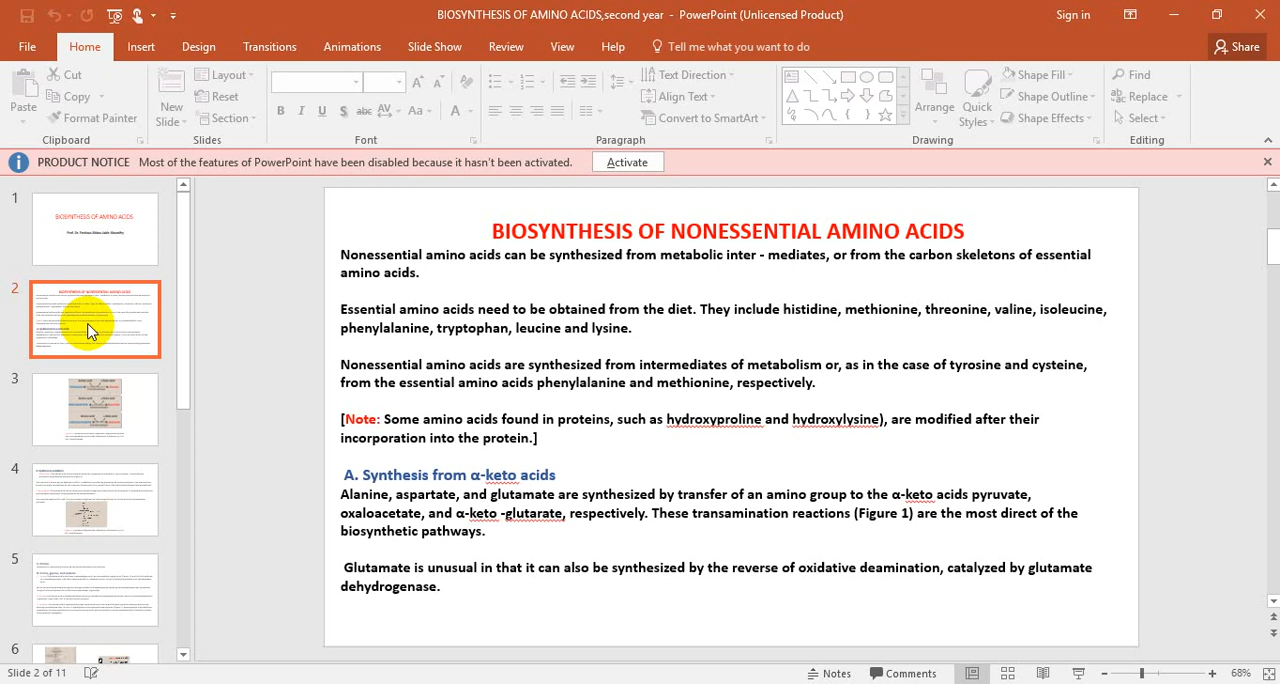 BIOSYNTHESIS OF AMINO ACIDS,second year - PowerPoint (Unlicensed Product)
Sign in
File Home Insert Design Transitions Animations Slide Show Review View Help Tell me what you want to do Share
Cut
Copy
Format Painter
Paste
Clipboard
New Slide
Layout
Reset
Section
Slides
B I U S abc AV Aa A
Font
Text Direction
Align Text
Convert to SmartArt
Paragraph
Arrange
Quick Styles
Shape Fill
Shape Outline
Shape Effects
Drawing
Find
Replace
Select
Editing
PRODUCT NOTICE Most of the features of PowerPoint have been disabled because it hasn't been activated. Activate
1
BIOSYNTHESIS OF AMINO ACIDS
2
3
4
5
6
BIOSYNTHESIS OF NONESSENTIAL AMINO ACIDS
Nonessential amino acids can be synthesized from metabolic inter - mediates, or from the carbon skeletons of essential
amino acids.
Essential amino acids need to be obtained from the diet. They include histidine, methionine, threonine, valine, isoleucine,
phenylalanine, tryptophan, leucine and lysine.
Nonessential amino acids are synthesized from intermediates of metabolism or, as in the case of tyrosine and cysteine,
from the essential amino acids phenylalanine and methionine, respectively.
[Note: Some amino acids found in proteins, such as hydroxyproline and hydroxylysine), are modified after their
incorporation into the protein.]
A. Synthesis from α-keto acids
Alanine, aspartate, and glutamate are synthesized by transfer of an amino group to the α-keto acids pyruvate,
oxaloacetate, and α-keto -glutarate, respectively. These transamination reactions (Figure 1) are the most direct of the
biosynthetic pathways.
Glutamate is unusual in that it can also be synthesized by the reverse of oxidative deamination, catalyzed by glutamate
dehydrogenase.
Slide 2 of 11
Notes
Comments
68%